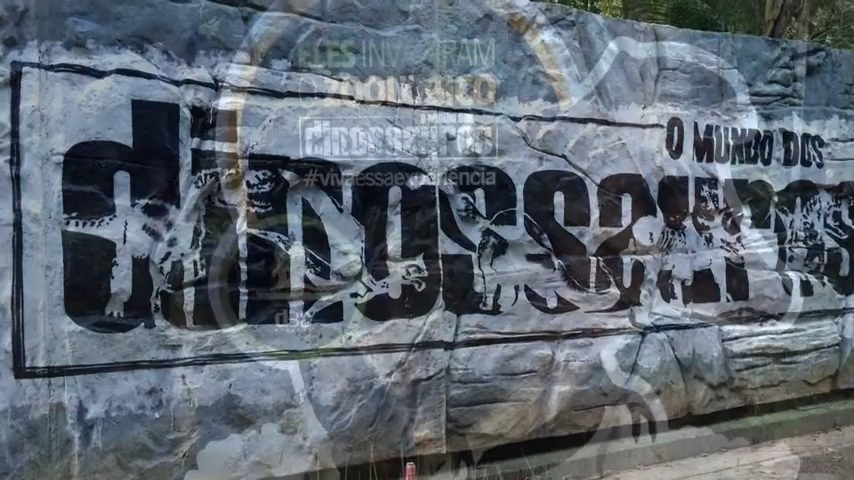 ELES INVADIRAM
O ZOOLÓGICO
dinossauros
#vivaessaexperiência
O MUNDO DOS
dinossauros